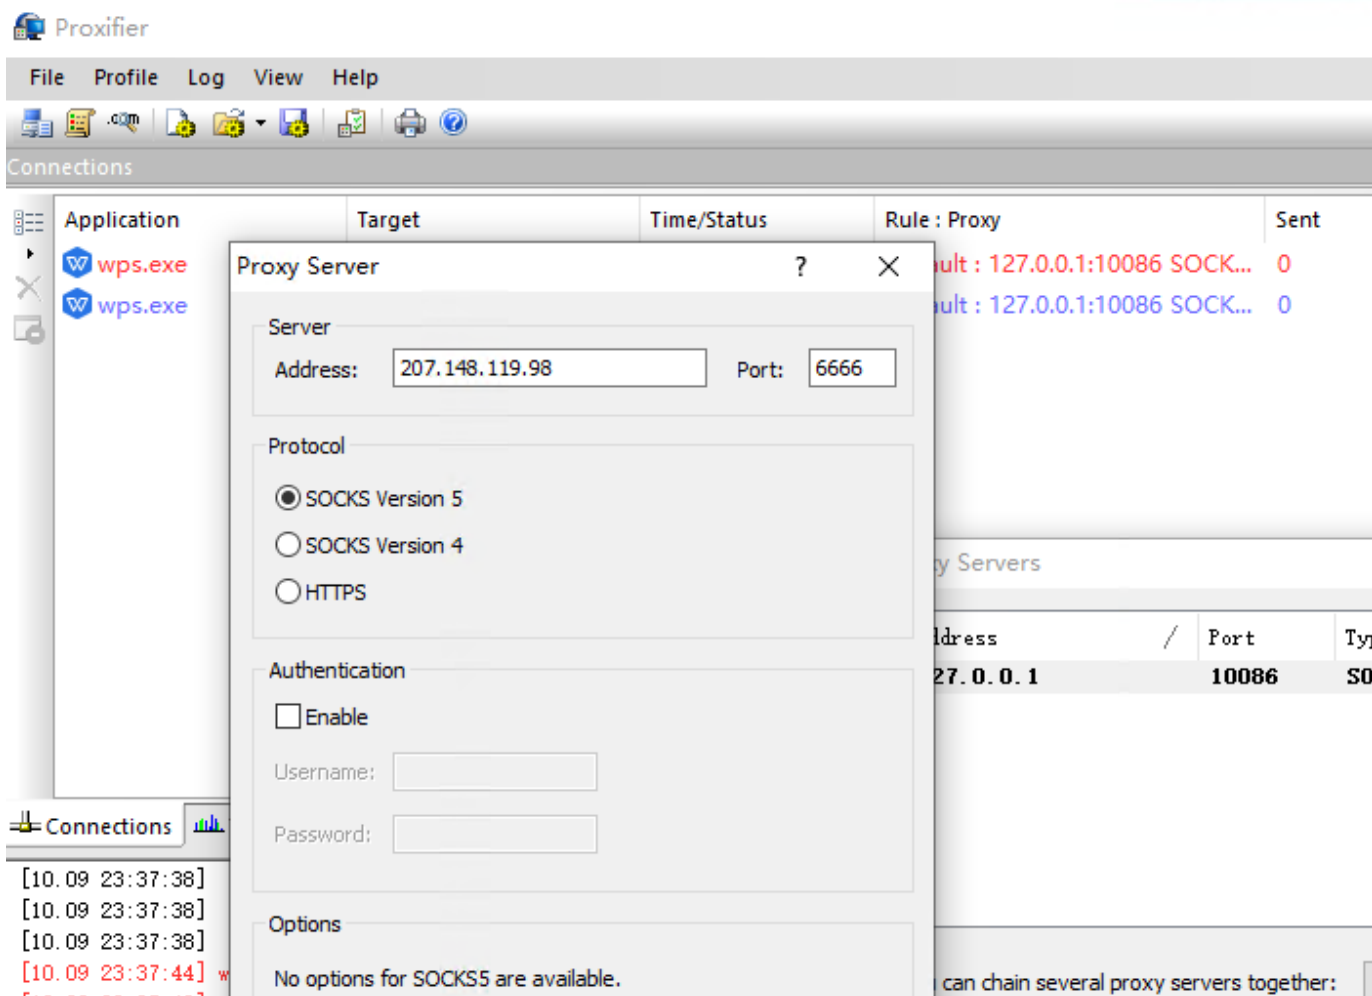 Proxifier
File Profile Log View Help
Connections
Application Target Time/Status Rule : Proxy Sent
wps.exe ault : 127.0.0.1:10086 SOCK... 0
wps.exe ault : 127.0.0.1:10086 SOCK... 0
Proxy Server ? ×
Server
Address: 207.148.119.98 Port: 6666
Protocol
SOCKS Version 5
SOCKS Version 4
HTTPS
Authentication
Enable
Username:
Password:
Options
No options for SOCKS5 are available.
y Servers
ddress / Port Typ
27.0.0.1 10086 SO
can chain several proxy servers together:
Connections
[10.09 23:37:38]
[10.09 23:37:38]
[10.09 23:37:38]
[10.09 23:37:44] w